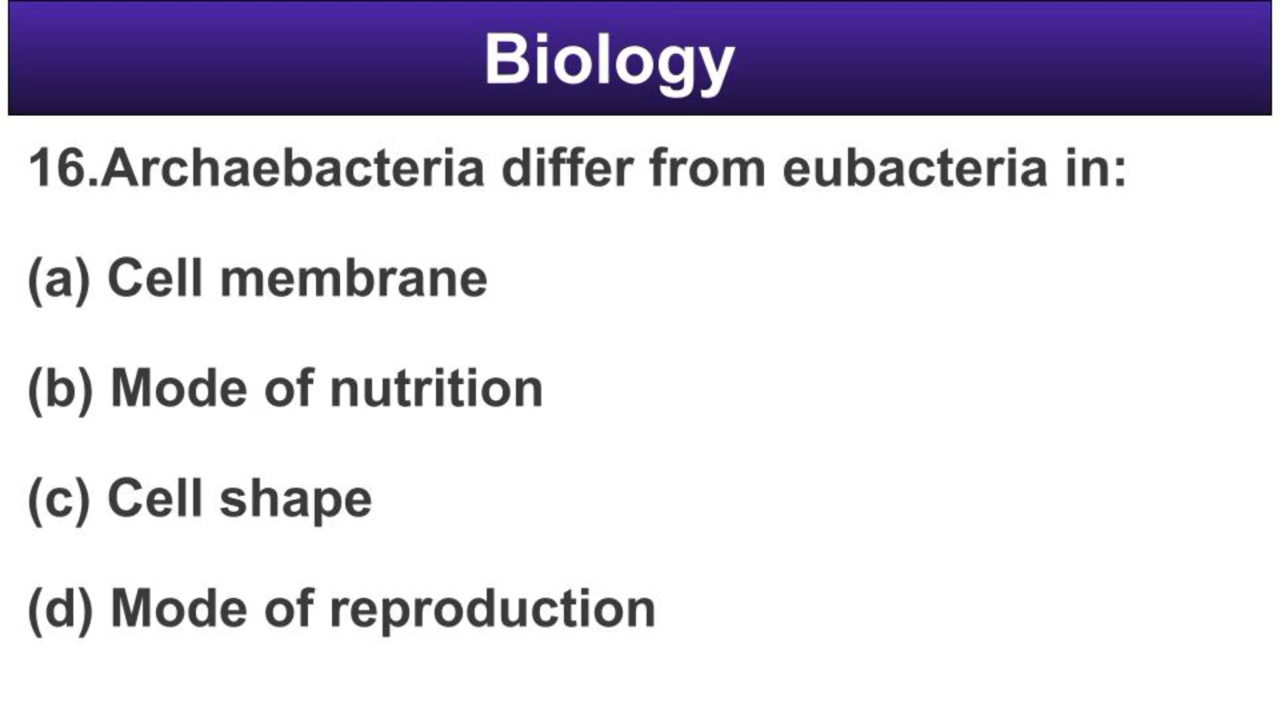 Biology
16.Archaebacteria differ from eubacteria in:
(a) Cell membrane
(b) Mode of nutrition
(c) Cell shape
(d) Mode of reproduction